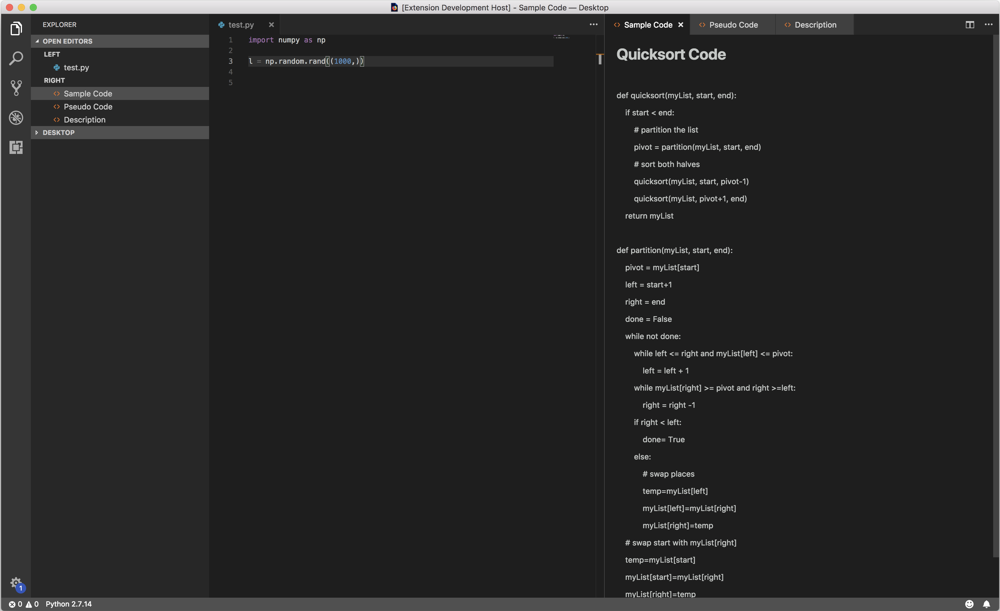 [Extension Development Host] - Sample Code — Desktop
EXPLORER
OPEN EDITORS
LEFT
test.py
RIGHT
Sample Code
Pseudo Code
Description
DESKTOP
1
test.py
1 import numpy as np
2
3 l = np.random.rand((1000,))
4
5
Sample Code
Pseudo Code
Description
Quicksort Code
def quicksort(myList, start, end):
if start < end:
# partition the list
pivot = partition(myList, start, end)
# sort both halves
quicksort(myList, start, pivot-1)
quicksort(myList, pivot+1, end)
return myList
def partition(myList, start, end):
pivot = myList[start]
left = start+1
right = end
done = False
while not done:
while left <= right and myList[left] <= pivot:
left = left + 1
while myList[right] >= pivot and right >=left:
right = right -1
if right < left:
done= True
else:
# swap places
temp=myList[left]
myList[left]=myList[right]
myList[right]=temp
# swap start with myList[right]
temp=myList[start]
myList[start]=myList[right]
myList[right]=temp
0 0 Python 2.7.14